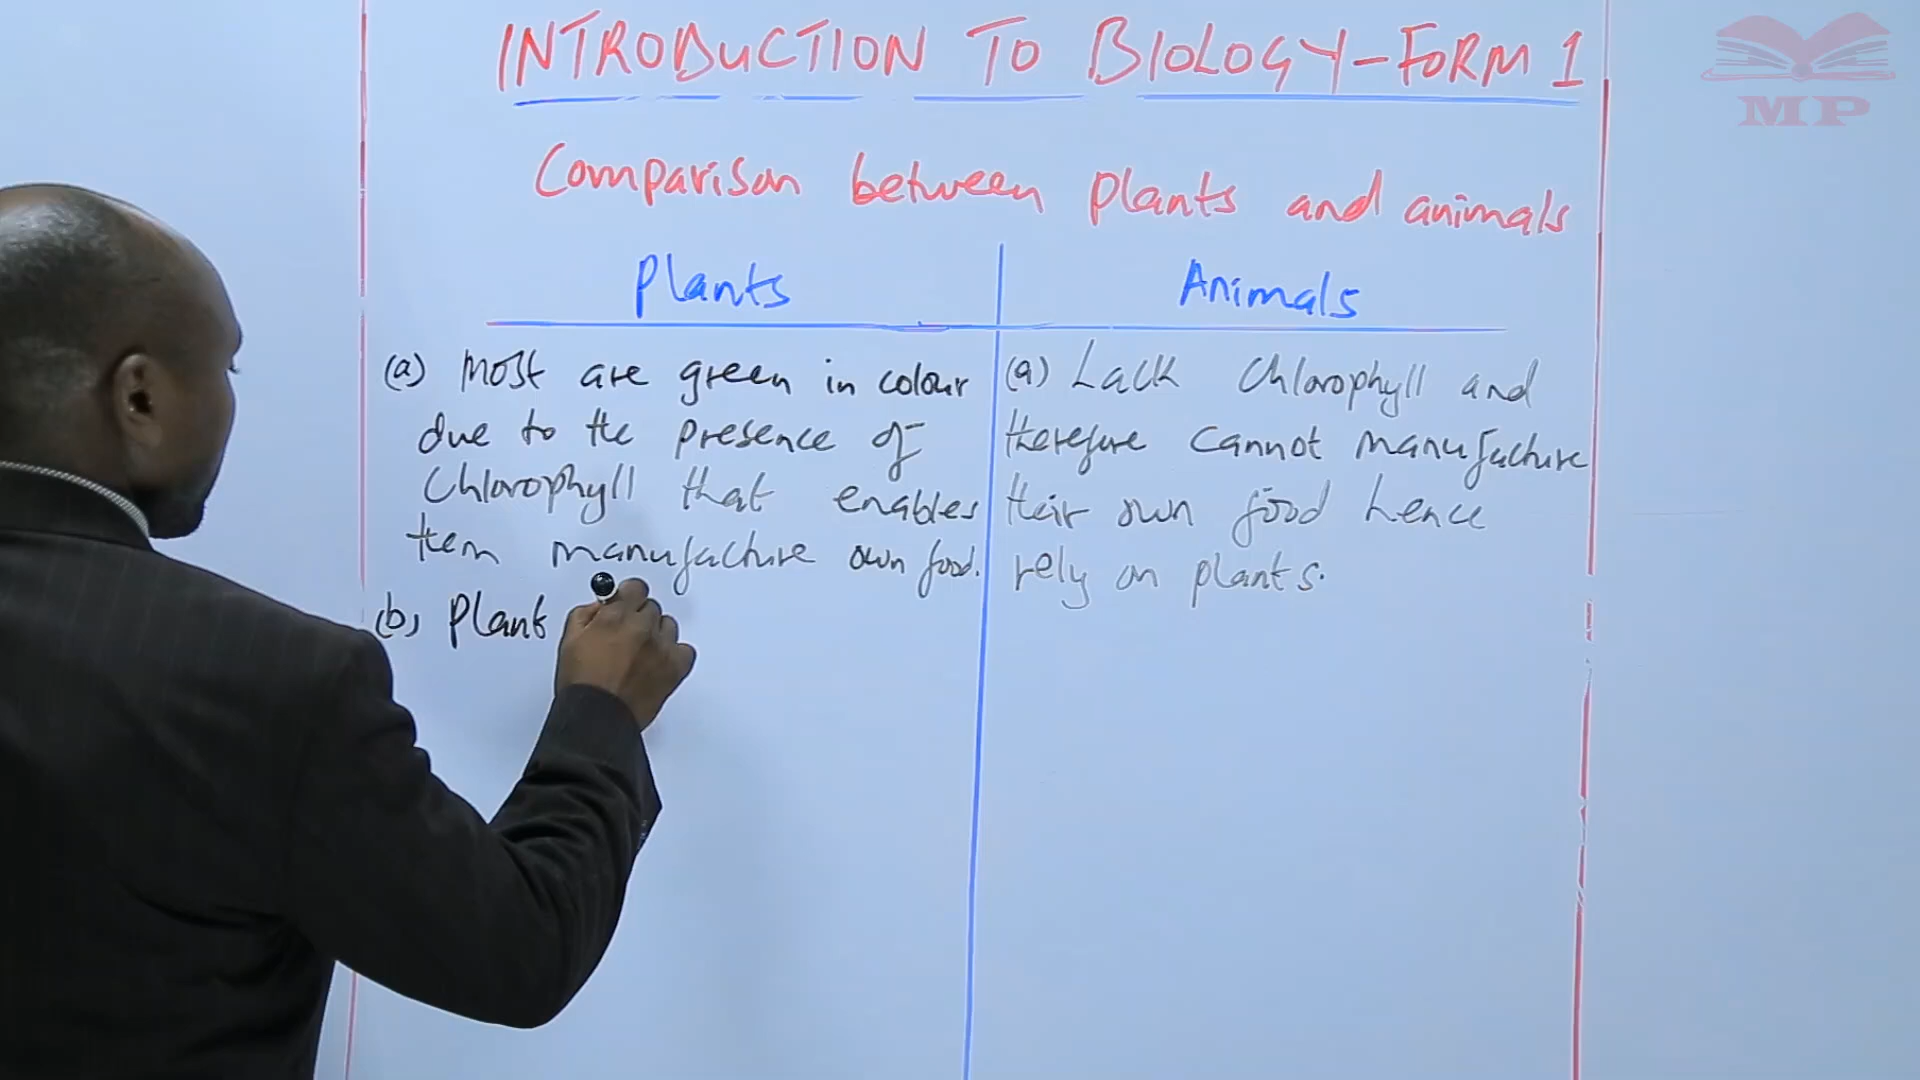 INTRODUCTION TO BIOLOGY-FORM 1
MP
Comparison between plants and animals
Plants
Animals
(a) Most are green in colour
due to the presence of
Chlorophyll that enables
them manufacture own food.
(b) Plant
(a) Lack Chlorophyll and
therefore cannot manufacture
their own food hence
rely on plants.